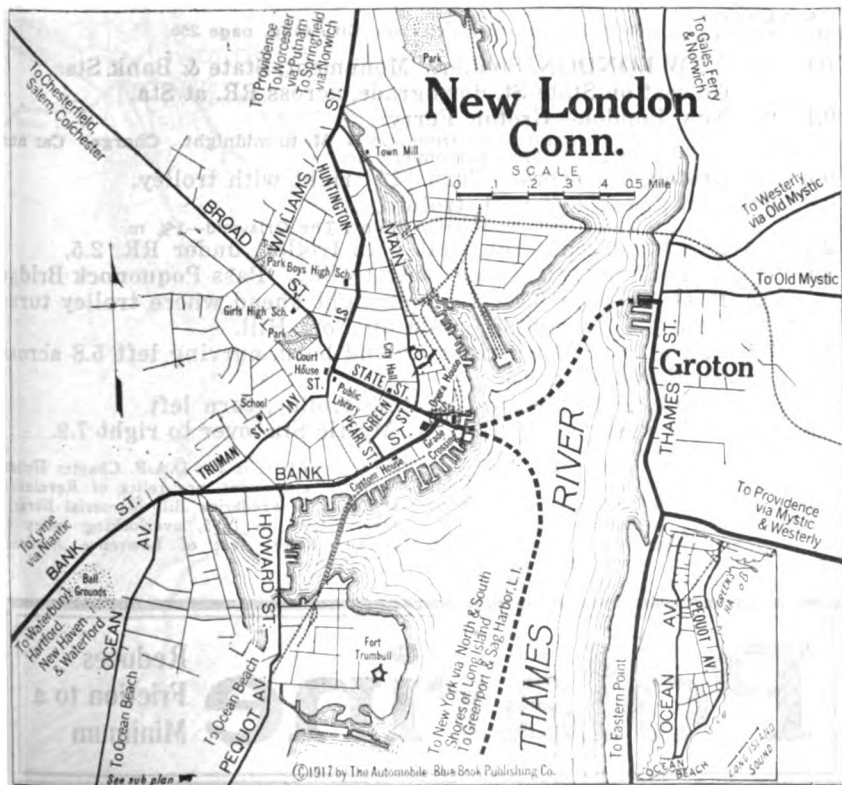 New London
Conn.
SCALE
0 .1 .2 .3 .4 0.5 Mile
To Providence
To Worcester
via Putnam
To Springfield
via Norwich
Park
To Gales Ferry
& Norwich
To Chesterfield,
Salem, Colchester
ST.
Town Mill
HUNTINGTON
WILLIAMS
BROAD
MAIN
To Westerly
via Old Mystic
Park
Boys High Sch.
ST.
To Old Mystic
Girls High Sch.
ST.
Park
Court
House
City Hall
ST.
STATE ST.
Opera House
Sta.
THAMES ST.
Groton
ST.
JAY
Public
Library
GREEN ST.
PEARL ST.
School
TRUMAN ST.
BANK ST.
Grade
Crossing
Custom House
RIVER
To Providence
via Mystic
& Westerly
BANK ST.
To Lyme
via Niantic
HOWARD ST.
Ball
Grounds
To Waterbury,
Hartford,
New Haven
& Waterford
OCEAN AV.
To Ocean Beach
Fort
Trumbull
To Ocean Beach
PEQUOT AV.
To New York via North & South
Shores of Long Island
To Greenport & Sag Harbor, L.I.
THAMES
To Eastern Point
OCEAN AV.
PEQUOT AV.
GREENS
HARBOR
OCEAN BEACH
LONG ISLAND
SOUND
See sub plan
©1917 by The Automobile Blue Book Publishing Co.